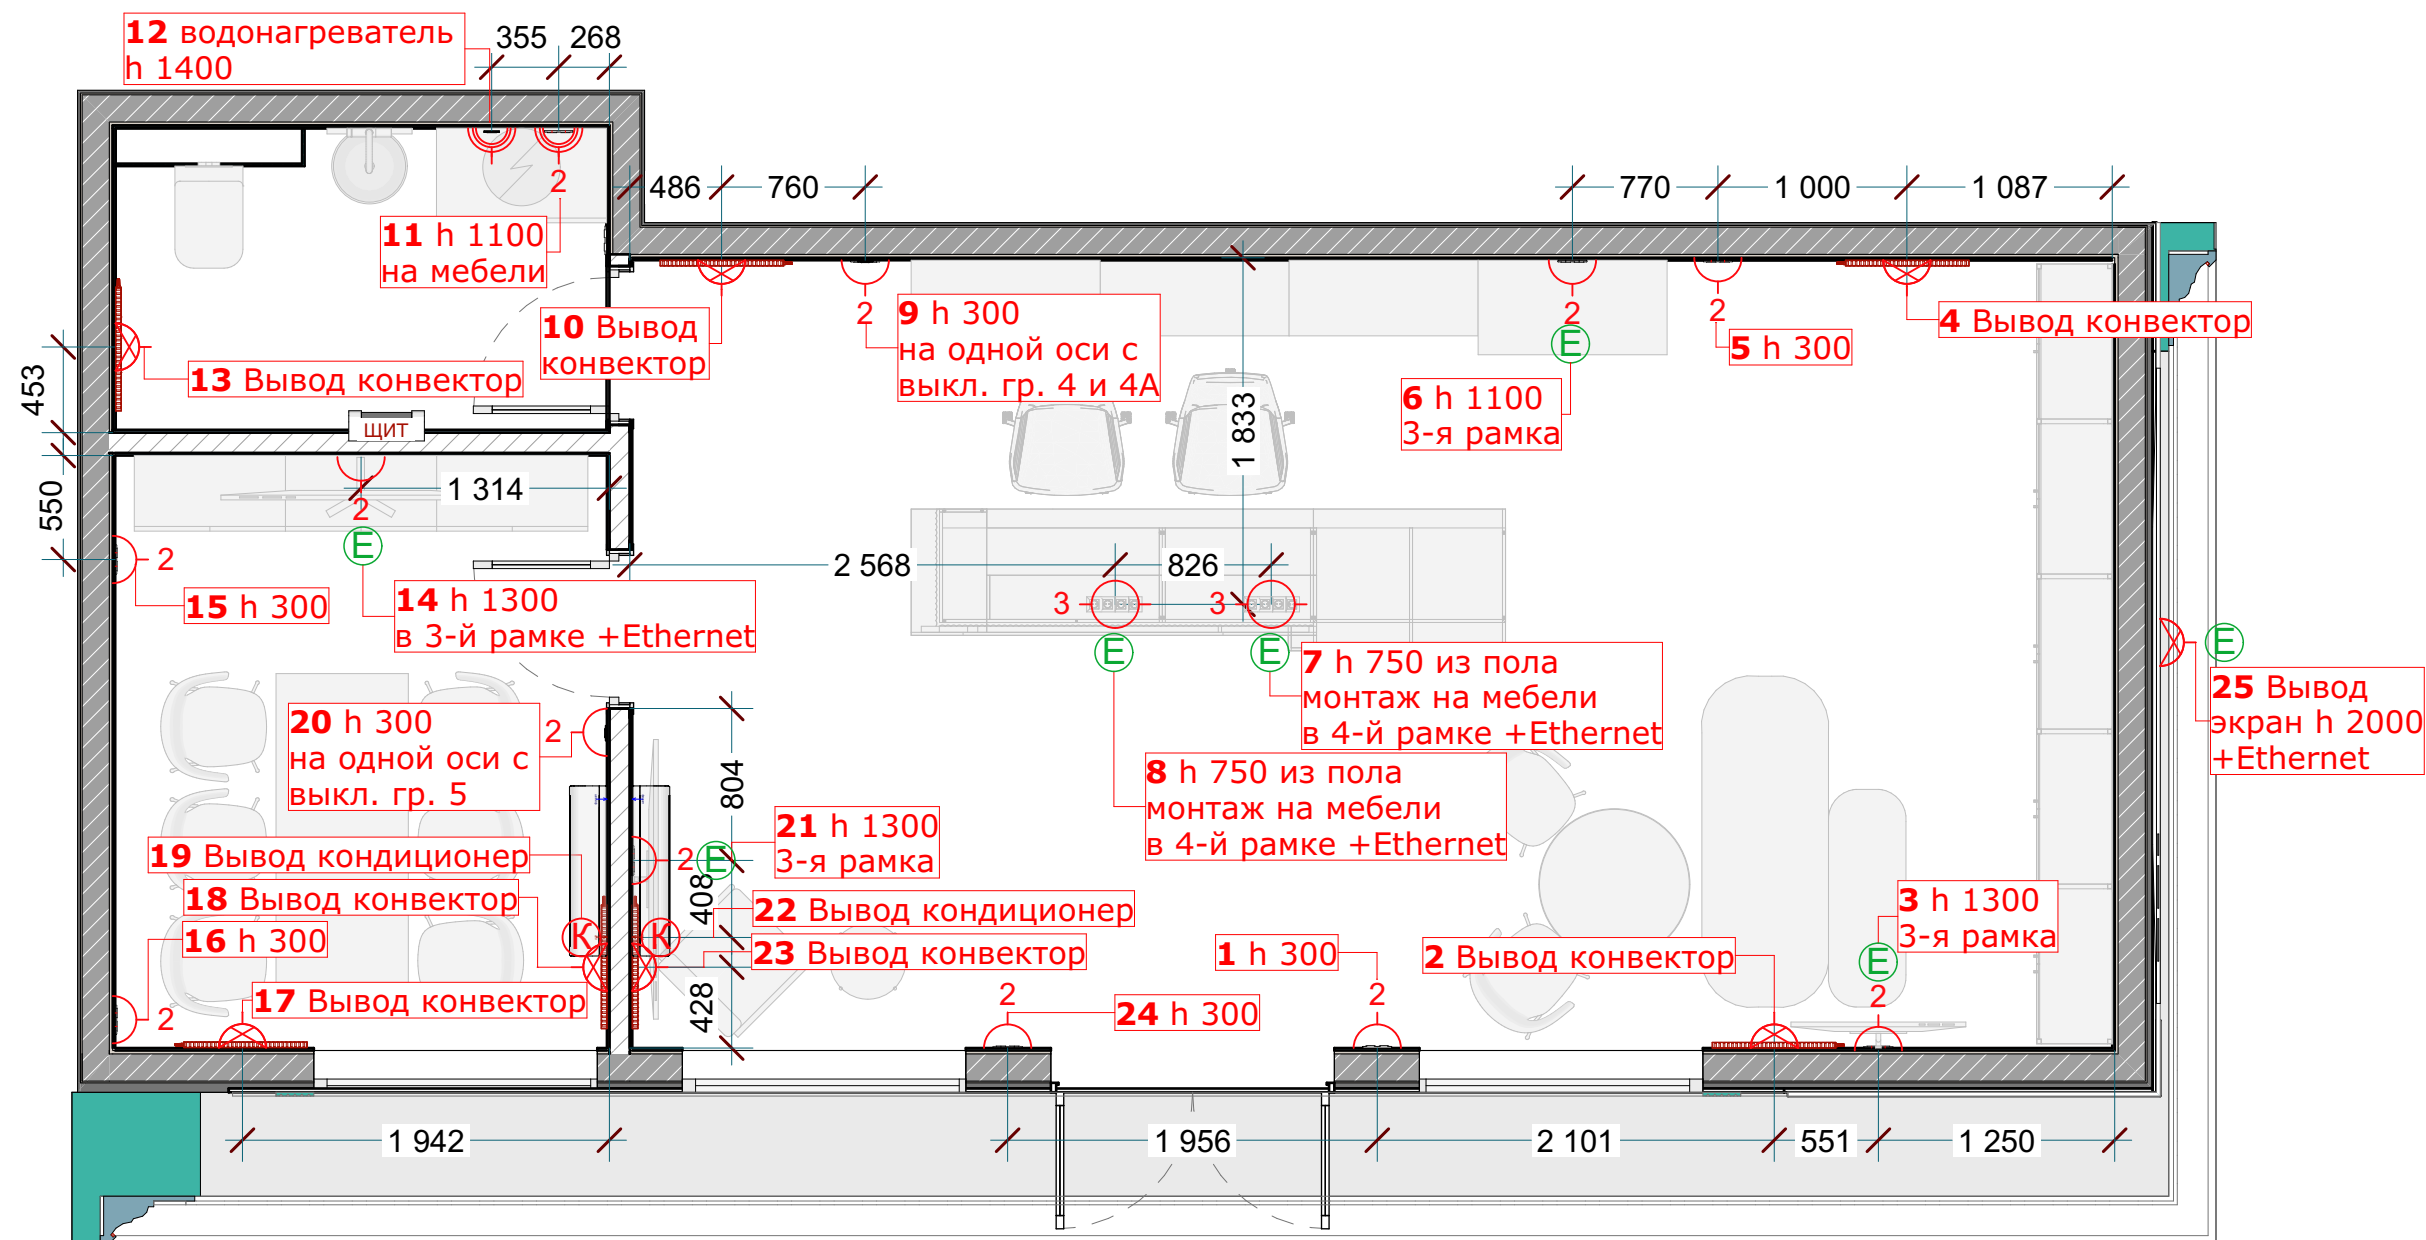 12 водонагреватель
h 1400
355
268
486
760
770
1 000
1 087
2
11 h 1100
на мебели
10 Вывод
конвектор
2
9 h 300
на одной оси с
выкл. гр. 4 и 4А
2
E
6 h 1100
3-я рамка
2
5 h 300
4 Вывод конвектор
13 Вывод конвектор
453
щит
1 833
550
1 314
2
E
2
15 h 300
14 h 1300
в 3-й рамке +Ethernet
2 568
826
3
3
E
E
7 h 750 из пола
монтаж на мебели
в 4-й рамке +Ethernet
8 h 750 из пола
монтаж на мебели
в 4-й рамке +Ethernet
E
25 Вывод
экран h 2000
+Ethernet
20 h 300
на одной оси с
выкл. гр. 5
2
804
21 h 1300
3-я рамка
2
E
19 Вывод кондиционер
18 Вывод конвектор
408
22 Вывод кондиционер
К
К
16 h 300
23 Вывод конвектор
2
17 Вывод конвектор
428
2
24 h 300
1 h 300
2
2 Вывод конвектор
3 h 1300
3-я рамка
E
2
1 942
1 956
2 101
551
1 250